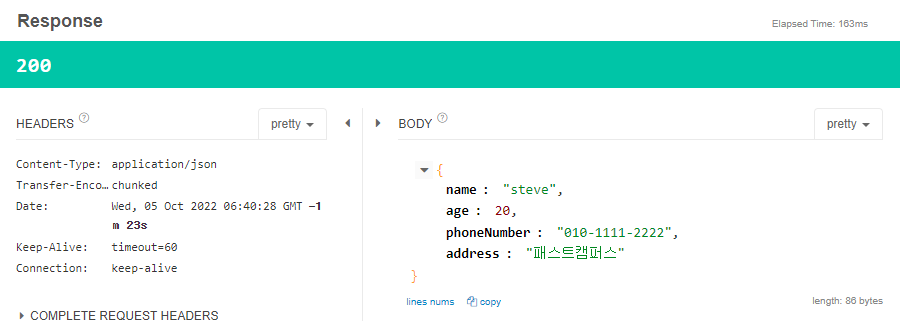 Response
Elapsed Time: 163ms
200
HEADERS ?
pretty
Content-Type: application/json
Transfer-Enco… chunked
Date: Wed, 05 Oct 2022 06:40:28 GMT -1
m 23s
Keep-Alive: timeout=60
Connection: keep-alive
COMPLETE REQUEST HEADERS
BODY ?
pretty
{
name : "steve",
age : 20,
phoneNumber : "010-1111-2222",
address : "패스트캠퍼스"
}
lines nums copy
length: 86 bytes